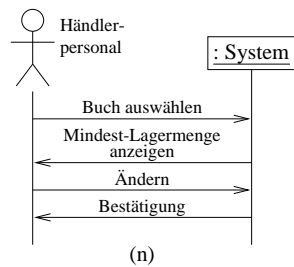 Händler-
personal
: System
Buch auswählen
Mindest-Lagermenge
anzeigen
Ändern
Bestätigung
(n)